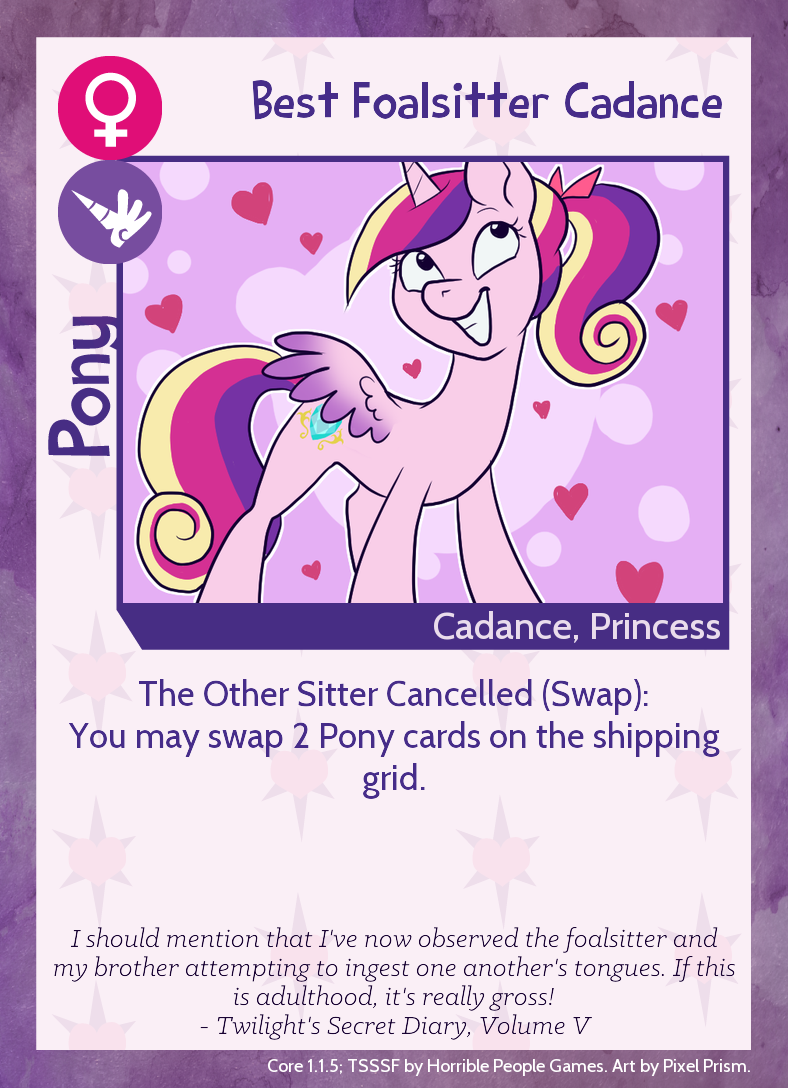 Best Foalsitter Cadance
Pony
Cadance, Princess
The Other Sitter Cancelled (Swap):
You may swap 2 Pony cards on the shipping
grid.
I should mention that I've now observed the foalsitter and
my brother attempting to ingest one another's tongues. If this
is adulthood, it's really gross!
- Twilight's Secret Diary, Volume V
Core 1.1.5; TSSSF by Horrible People Games. Art by Pixel Prism.